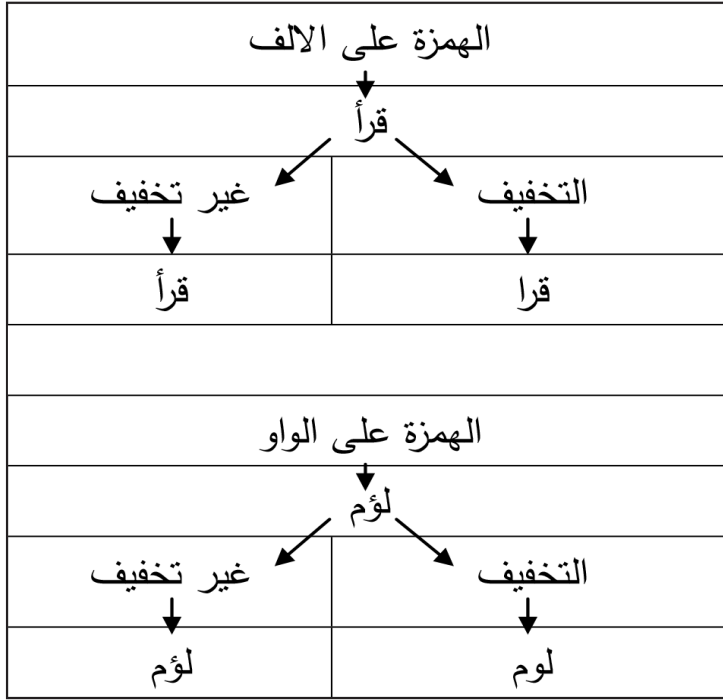 الهمزة على الالف
قرأ
التخفيف غير تخفيف
قرا قرأ
الهمزة على الواو
لؤم
التخفيف غير تخفيف
لوم لؤم